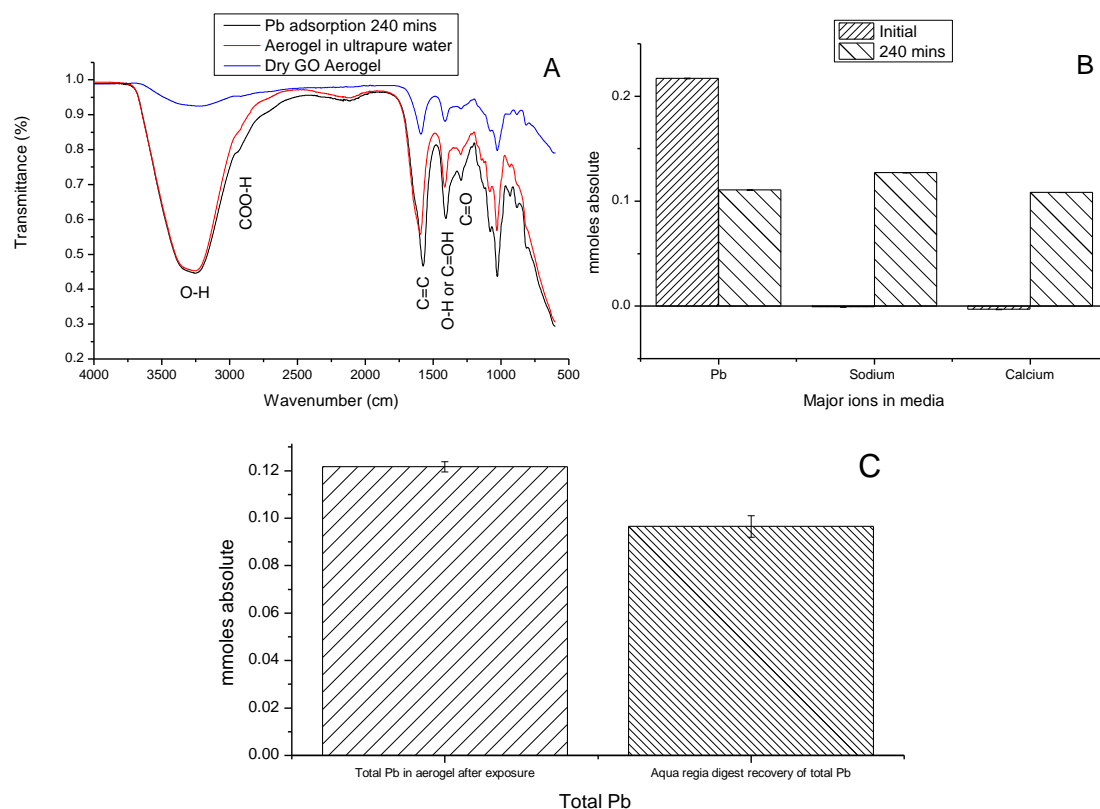 Pb adsorption 240 mins
Aerogel in ultrapure water
Dry GO Aerogel
A
1.0
0.9
0.8
0.7
0.6
0.5
0.4
0.3
0.2
Transmittance (%)
O-H
COO-H
C=C
O-H or C=OH
C=O
4000 3500 3000 2500 2000 1500 1000 500
Wavenumber (cm)
Initial
240 mins
B
0.2
0.1
0.0
mmoles absolute
Pb Sodium Calcium
Major ions in media
C
0.12
0.10
0.08
0.06
0.04
0.02
0.00
mmoles absolute
Total Pb in aerogel after exposure Aqua regia digest recovery of total Pb
Total Pb